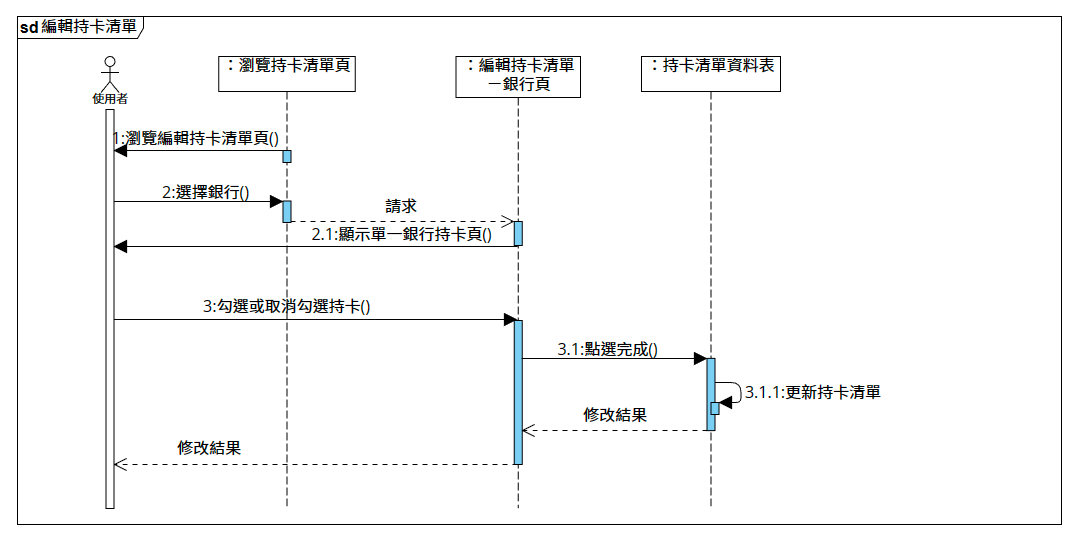 sd 編輯持卡清單
使用者
：瀏覽持卡清單頁
：編輯持卡清單
－銀行頁
：持卡清單資料表
1:瀏覽編輯持卡清單頁()
2:選擇銀行()
請求
2.1:顯示單一銀行持卡頁()
3:勾選或取消勾選持卡()
3.1:點選完成()
3.1.1:更新持卡清單
修改結果
修改結果